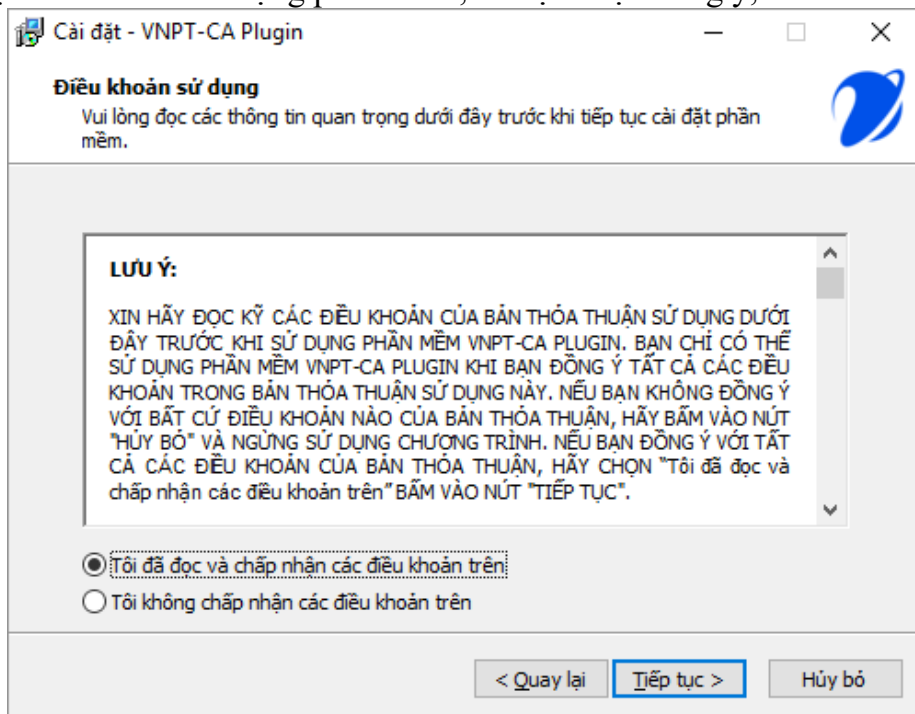 Cài đặt - VNPT-CA Plugin
Điều khoản sử dụng
Vui lòng đọc các thông tin quan trọng dưới đây trước khi tiếp tục cài đặt phần
mềm.
LƯU Ý:
XIN HÃY ĐỌC KỸ CÁC ĐIỀU KHOẢN CỦA BẢN THỎA THUẬN SỬ DỤNG DƯỚI
ĐÂY TRƯỚC KHI SỬ DỤNG PHẦN MỀM VNPT-CA PLUGIN. BẠN CHỈ CÓ THỂ
SỬ DỤNG PHẦN MỀM VNPT-CA PLUGIN KHI BẠN ĐỒNG Ý TẤT CẢ CÁC ĐIỀU
KHOẢN TRONG BẢN THỎA THUẬN SỬ DỤNG NÀY. NẾU BẠN KHÔNG ĐỒNG Ý
VỚI BẤT CỨ ĐIỀU KHOẢN NÀO CỦA BẢN THỎA THUẬN, HÃY BẤM VÀO NÚT
"HỦY BỎ" VÀ NGỪNG SỬ DỤNG CHƯƠNG TRÌNH. NẾU BẠN ĐỒNG Ý VỚI TẤT
CẢ CÁC ĐIỀU KHOẢN CỦA BẢN THỎA THUẬN, HÃY CHỌN “Tôi đã đọc và
chấp nhận các điều khoản trên” BẤM VÀO NÚT "TIẾP TỤC".
Tôi đã đọc và chấp nhận các điều khoản trên
Tôi không chấp nhận các điều khoản trên
< Quay lại
Tiếp tục >
Hủy bỏ